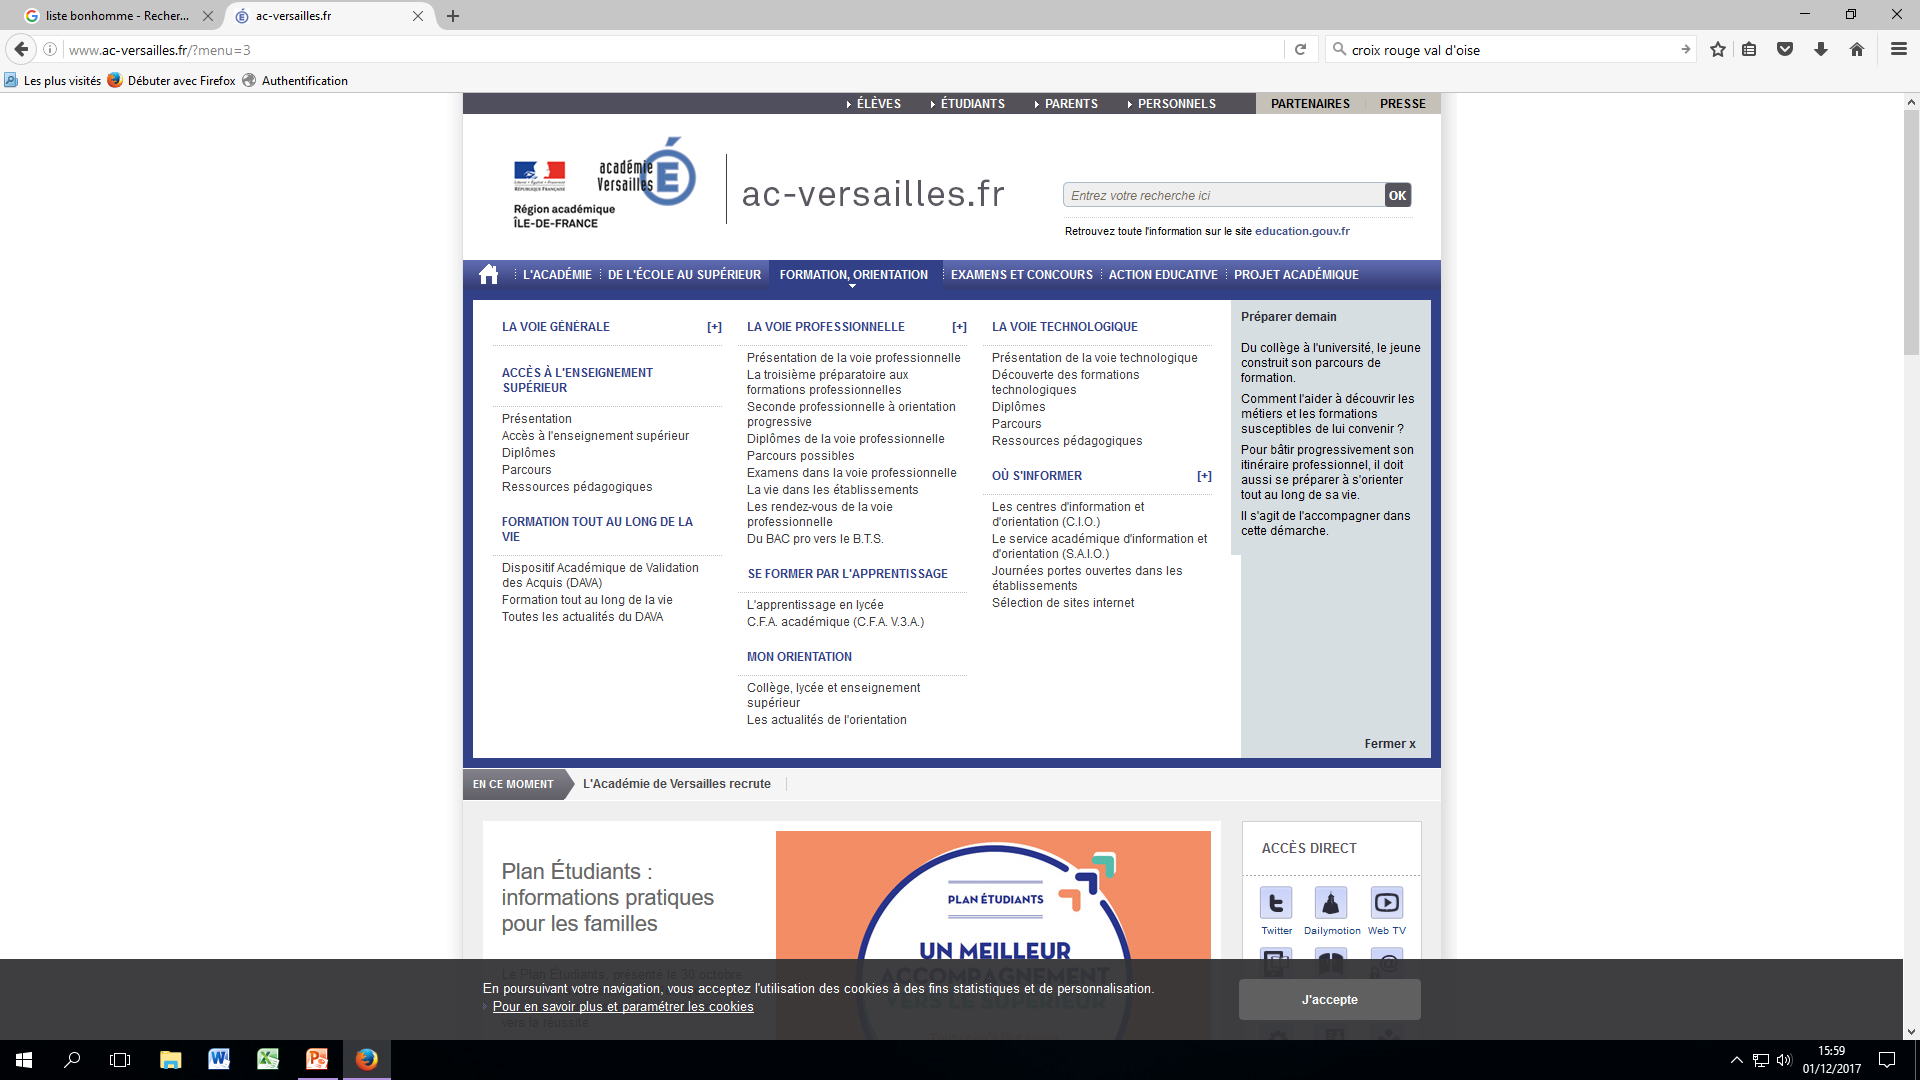 liste bonhomme - Recher...
ac-versailles.fr
www.ac-versailles.fr/?menu=3
croix rouge val d'oise
Les plus visités
Débuter avec Firefox
Authentification
ÉLÈVES
ÉTUDIANTS
PARENTS
PERSONNELS
PARTENAIRES
PRESSE
RÉPUBLIQUE FRANÇAISE
académie
Versailles
É
Région académique
ÎLE-DE-FRANCE
ac-versailles.fr
Entrez votre recherche ici
OK
Retrouvez toute l'information sur le site education.gouv.fr
L'ACADÉMIE
DE L'ÉCOLE AU SUPÉRIEUR
FORMATION, ORIENTATION
EXAMENS ET CONCOURS
ACTION EDUCATIVE
PROJET ACADÉMIQUE
LA VOIE GÉNÉRALE [+]
ACCÈS À L'ENSEIGNEMENT
SUPÉRIEUR
Présentation
Accès à l'enseignement supérieur
Diplômes
Parcours
Ressources pédagogiques
FORMATION TOUT AU LONG DE LA
VIE
Dispositif Académique de Validation
des Acquis (DAVA)
Formation tout au long de la vie
Toutes les actualités du DAVA
LA VOIE PROFESSIONNELLE [+]
Présentation de la voie professionnelle
La troisième préparatoire aux
formations professionnelles
Seconde professionnelle à orientation
progressive
Diplômes de la voie professionnelle
Parcours possibles
Examens dans la voie professionnelle
La vie dans les établissements
Les rendez-vous de la voie
professionnelle
Du BAC pro vers le B.T.S.
SE FORMER PAR L'APPRENTISSAGE
L'apprentissage en lycée
C.F.A. académique (C.F.A. V.3.A.)
MON ORIENTATION
Collège, lycée et enseignement
supérieur
Les actualités de l'orientation
LA VOIE TECHNOLOGIQUE
Présentation de la voie technologique
Découverte des formations
technologiques
Diplômes
Parcours
Ressources pédagogiques
OÙ S'INFORMER [+]
Les centres d'information et
d'orientation (C.I.O.)
Le service académique d'information et
d'orientation (S.A.I.O.)
Journées portes ouvertes dans les
établissements
Sélection de sites internet
Préparer demain
Du collège à l'université, le jeune
construit son parcours de
formation.
Comment l'aider à découvrir les
métiers et les formations
susceptibles de lui convenir ?
Pour bâtir progressivement son
itinéraire professionnel, il doit
aussi se préparer à s'orienter
tout au long de sa vie.
Il s'agit de l'accompagner dans
cette démarche.
Fermer x
EN CE MOMENT
L'Académie de Versailles recrute
Plan Étudiants :
informations pratiques
pour les familles
Le Plan Étudiants, présenté le 30 octobre
vers la réussite
PLAN ÉTUDIANTS
UN MEILLEUR
ACCOMPAGNEMENT
VERS LE SUPÉRIEUR
ACCÈS DIRECT
Twitter
Dailymotion
Web TV
En poursuivant votre navigation, vous acceptez l'utilisation des cookies à des fins statistiques et de personnalisation.
Pour en savoir plus et paramétrer les cookies
J'accepte
15:59
01/12/2017